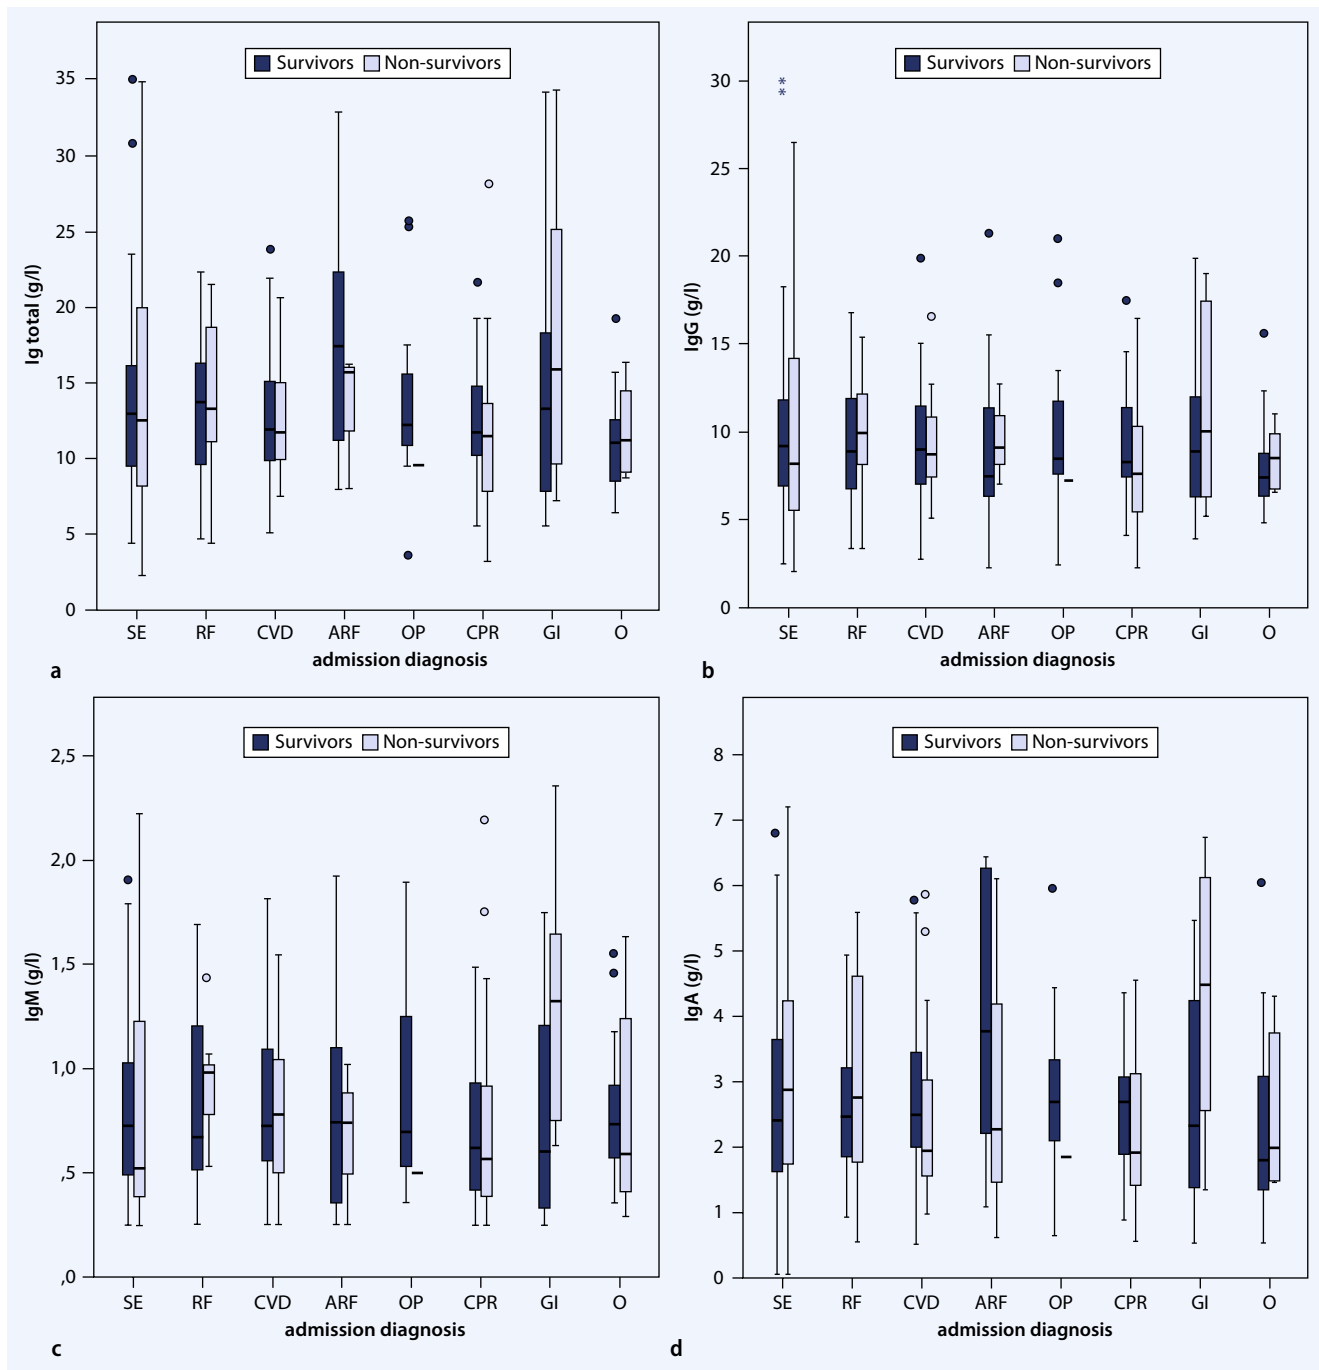 Survivors Non-survivors
35
30
25
20
15
10
5
0
Ig total (g/l)
SE RF CVD ARF OP CPR GI O
admission diagnosis
a
Survivors Non-survivors
30
25
20
15
10
5
0
IgG (g/l)
**
SE RF CVD ARF OP CPR GI O
admission diagnosis
b
Survivors Non-survivors
2,5
2,0
1,5
1,0
,5
,0
IgM (g/l)
SE RF CVD ARF OP CPR GI O
admission diagnosis
c
Survivors Non-survivors
8
7
6
5
4
3
2
1
0
IgA (g/l)
SE RF CVD ARF OP CPR GI O
admission diagnosis
d